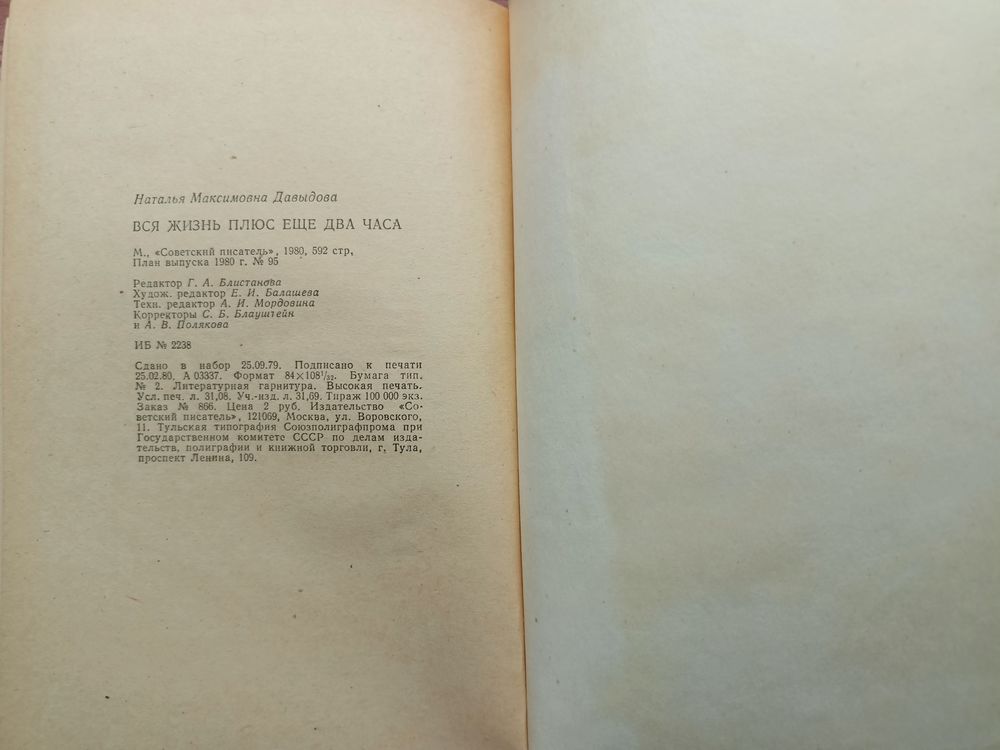 Наталья Максимовна Давыдова
ВСЯ ЖИЗНЬ ПЛЮС ЕЩЕ ДВА ЧАСА
М., «Советский писатель», 1980, 592 стр,
План выпуска 1980 г. № 95
Редактор Г. А. Блистанова
Худож. редактор Е. И. Балашева
Техн. редактор А. И. Мордовина
Корректоры С. Б. Блауштейн
и А. В. Полякова
ИБ № 2238
Сдано в набор 25.09.79. Подписано к печати
25.02.80. А 03337. Формат 84×108¹/₃₂. Бумага тип.
№ 2. Литературная гарнитура. Высокая печать.
Усл. печ. л. 31,08. Уч.-изд. л. 31,69. Тираж 100 000 экз.
Заказ № 866. Цена 2 руб. Издательство «Со-
ветский писатель», 121069, Москва, ул. Воровского,
11. Тульская типография Союзполиграфпрома при
Государственном комитете СССР по делам изда-
тельств, полиграфии и книжной торговли, г. Тула,
проспект Ленина, 109.